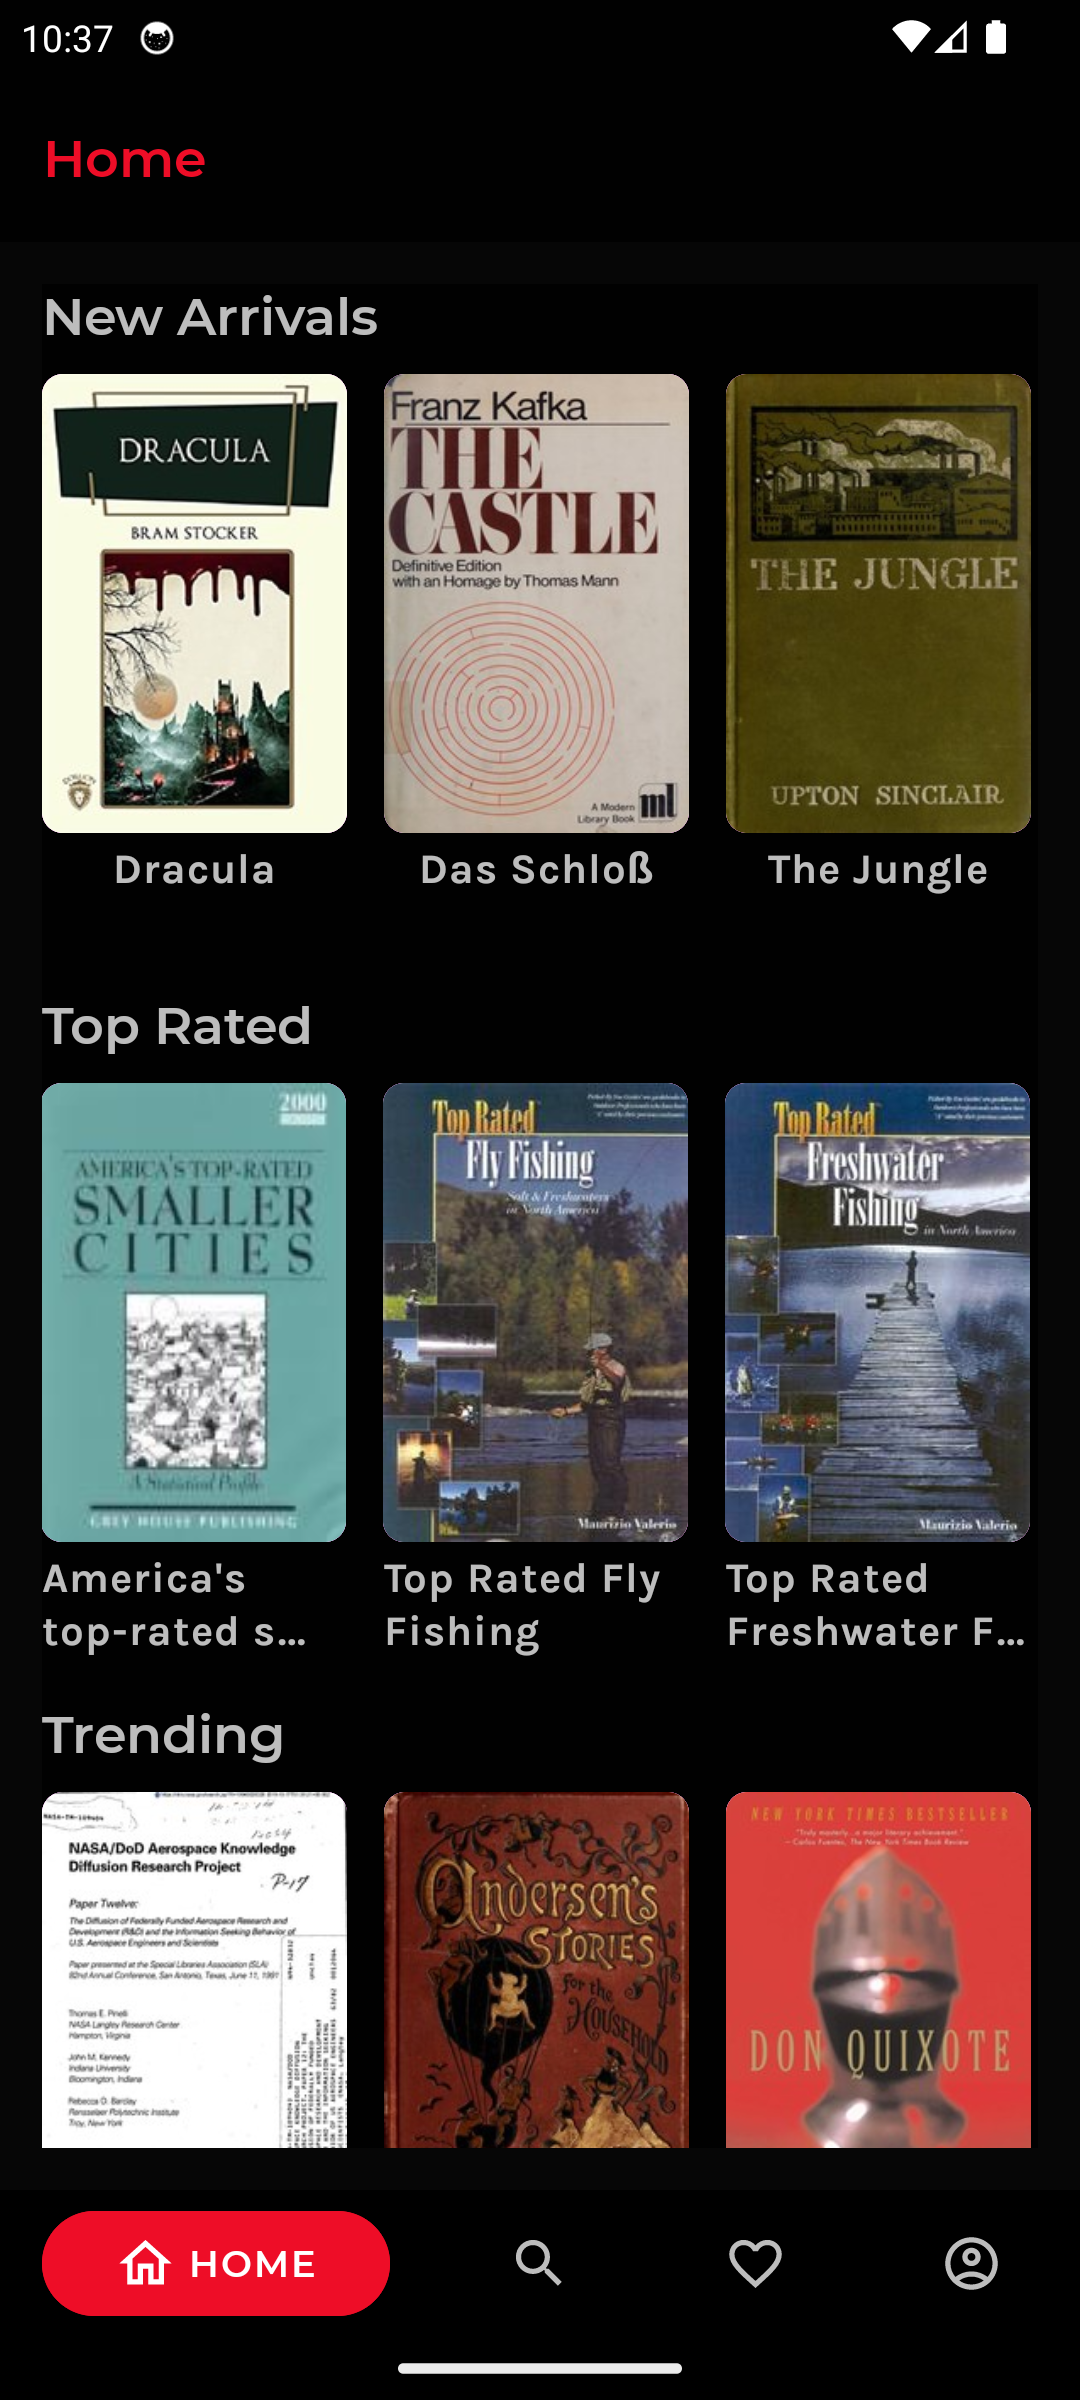 10:37
Home
New Arrivals
DRACULA
BRAM STOCKER
Franz Kafka
THE
CASTLE
Definitive Edition
with an Homage by Thomas Mann
A Modern
Library Book
ml
THE JUNGLE
UPTON SINCLAIR
Dracula
Das Schloß
The Jungle
Top Rated
2000
AMERICA'S TOP-RATED
SMALLER
CITIES
A Statistical Profile
GREY HOUSE PUBLISHING
Top Rated
Fly Fishing
Salt & Freshwaters
in North America
Maurizio Valerio
Top Rated
Freshwater
Fishing
in North America
Maurizio Valerio
America's
top-rated s...
Top Rated Fly
Fishing
Top Rated
Freshwater F...
Trending
NASA-TM-109404
NASA/DoD Aerospace Knowledge
Diffusion Research Project
P-17
Paper Twelve:
The Diffusion of Federally Funded Aerospace Research and
Development (R&D) and the Information Seeking Behavior of
U.S. Aerospace Engineers and Scientists
Paper presented at the Special Libraries Association (SLA)
82nd Annual Conference, San Antonio, Texas, June 11, 1991
Thomas E. Pinelli
NASA Langley Research Center
Hampton, Virginia
John M. Kennedy
Indiana University
Bloomington, Indiana
Rebecca O. Barclay
Rensselaer Polytechnic Institute
Troy, New York
Andersen's
STORIES
for the
HOUSEHOLD
NEW YORK TIMES BESTSELLER
"Truly masterly...a major literary achievement."
- Carlos Fuentes, The New York Times Book Review
DON QUIXOTE
HOME